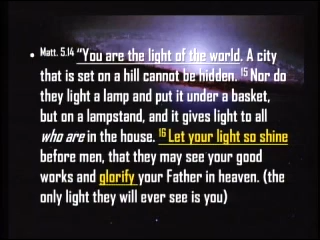 • Matt. 5.14 “You are the light of the world. A city
that is set on a hill cannot be hidden. 15 Nor do
they light a lamp and put it under a basket,
but on a lampstand, and it gives light to all
who are in the house. 16 Let your light so shine
before men, that they may see your good
works and glorify your Father in heaven. (the
only light they will ever see is you)